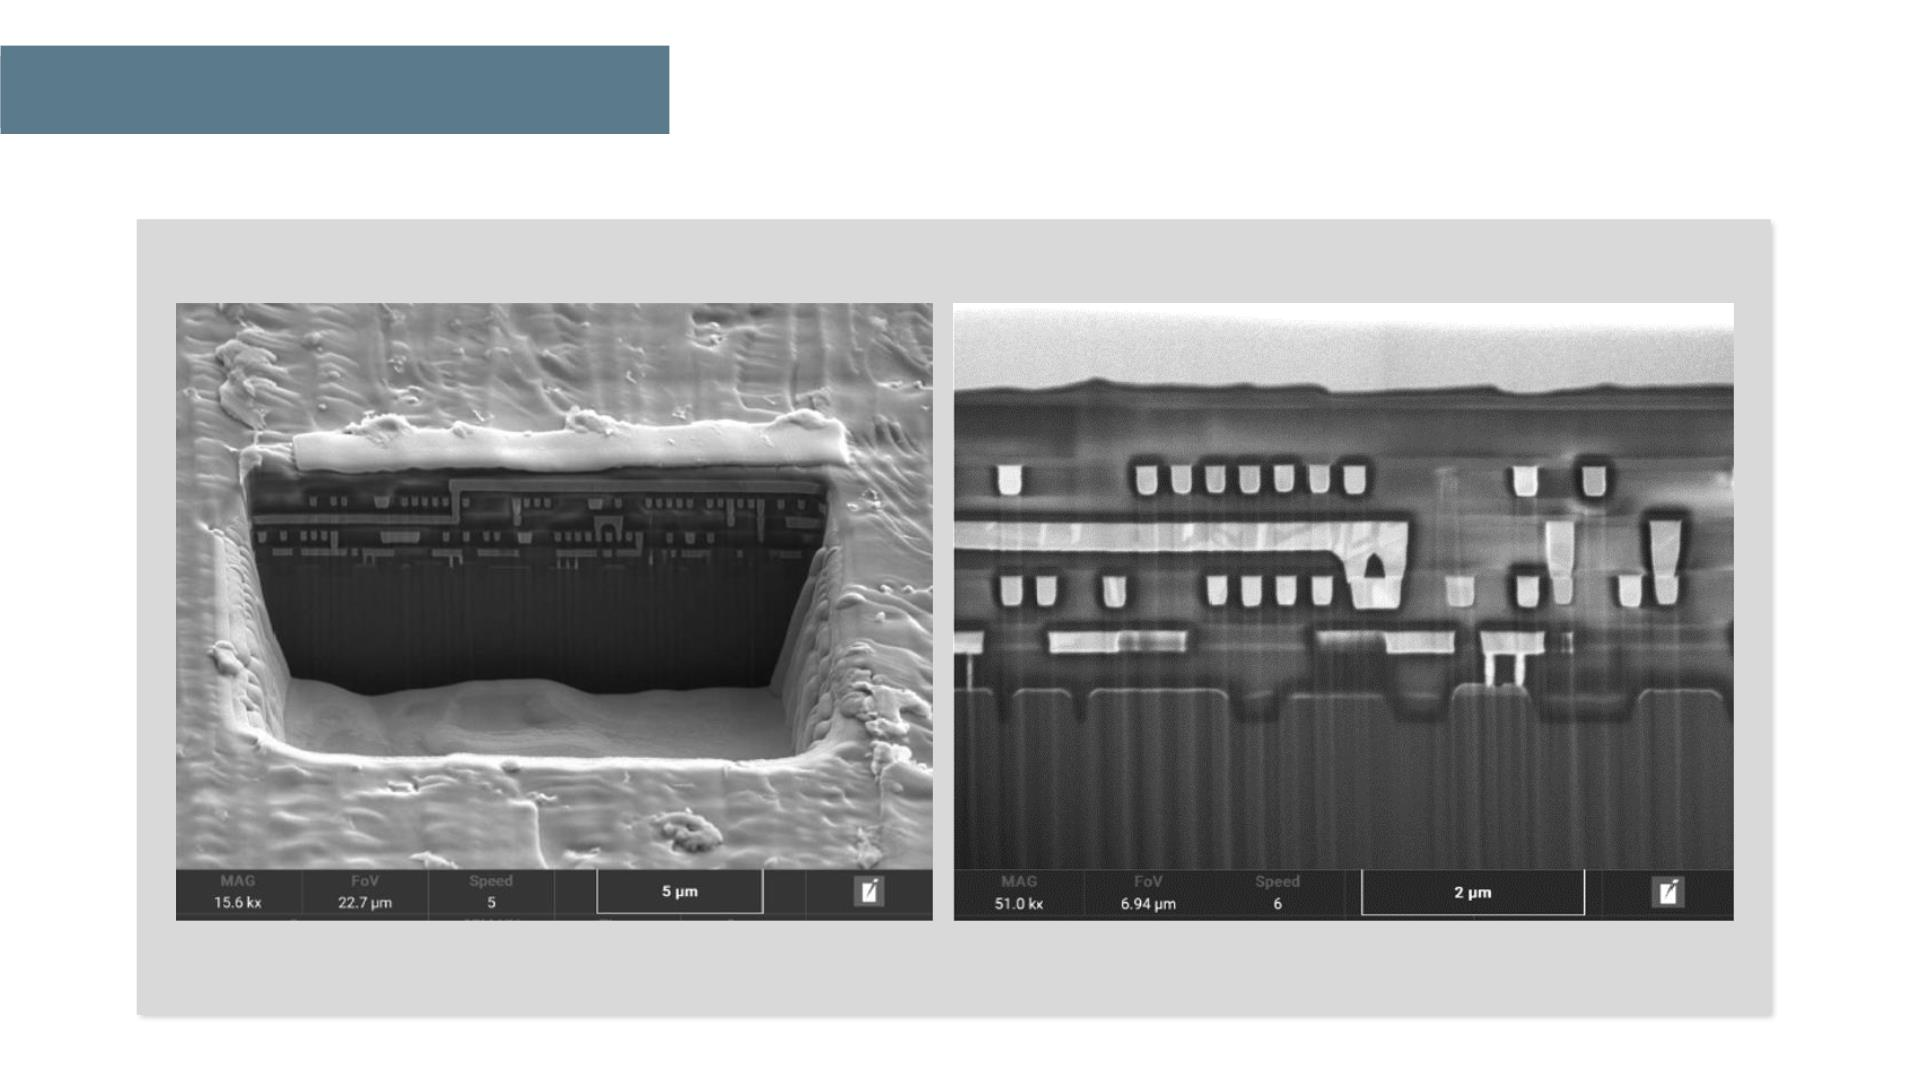 MAG FoV Speed
15.6 kx 22.7 µm 5 5 µm
MAG FoV Speed
51.0 kx 6.94 µm 6 2 µm